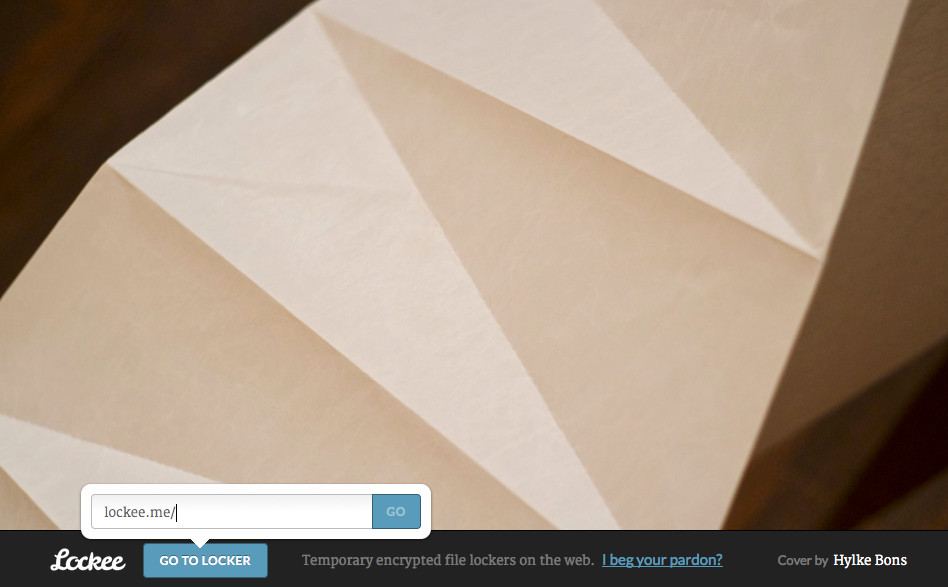 lockee.me/
GO
Lockee
GO TO LOCKER
Temporary encrypted file lockers on the web. I beg your pardon?
Cover by Hylke Bons